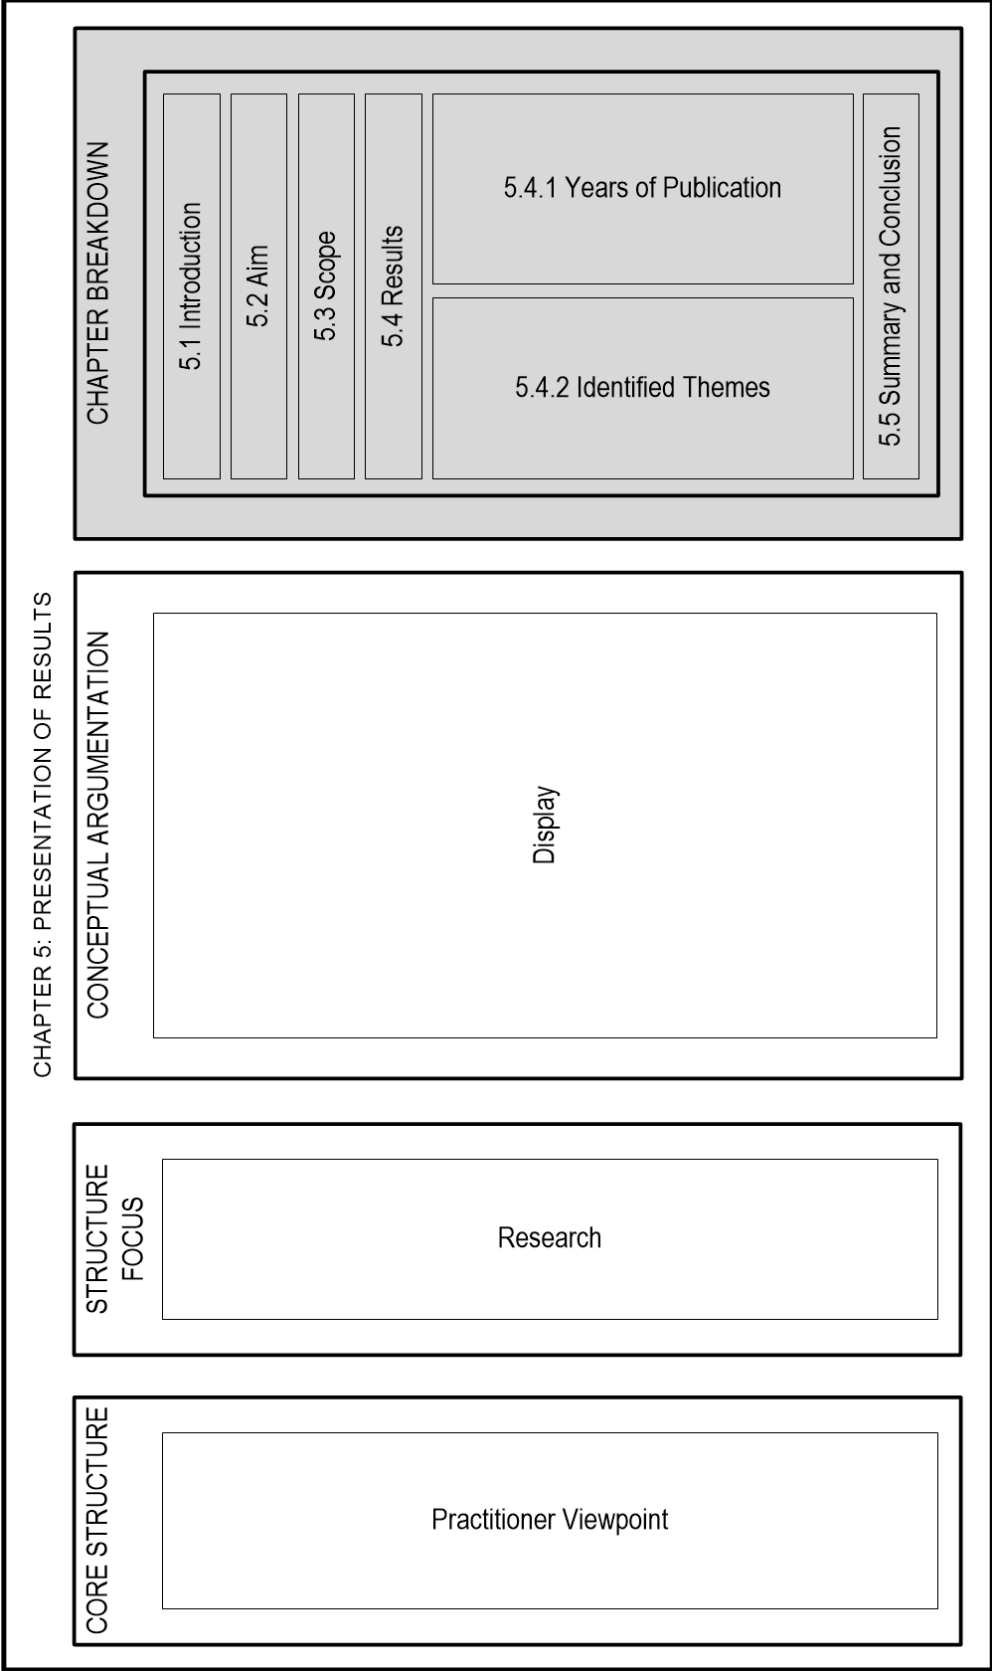 CHAPTER 5: PRESENTATION OF RESULTS
CORE STRUCTURE
Practitioner Viewpoint
STRUCTURE
FOCUS
Research
CONCEPTUAL ARGUMENTATION
Display
CHAPTER BREAKDOWN
5.1 Introduction
5.2 Aim
5.3 Scope
5.4 Results
5.4.1 Years of Publication
5.4.2 Identified Themes
5.5 Summary and Conclusion